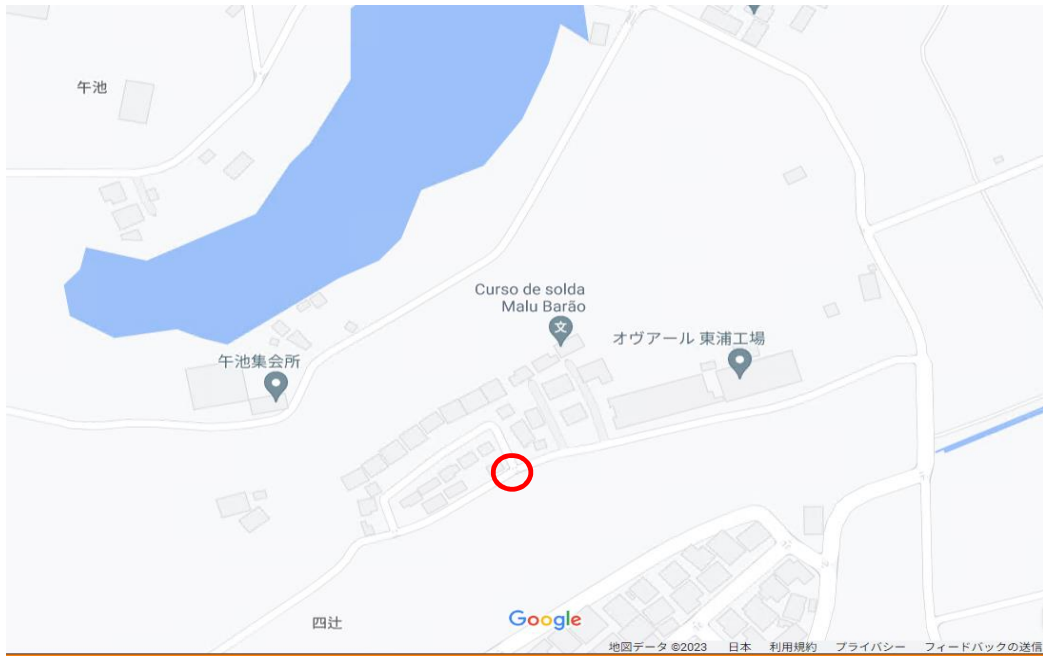 午池
Curso de solda
Malu Barão
文
オヴアール 東浦工場
午池集会所
四辻
Google
地図データ ©2023 日本 利用規約 プライバシー フィードバックの送信